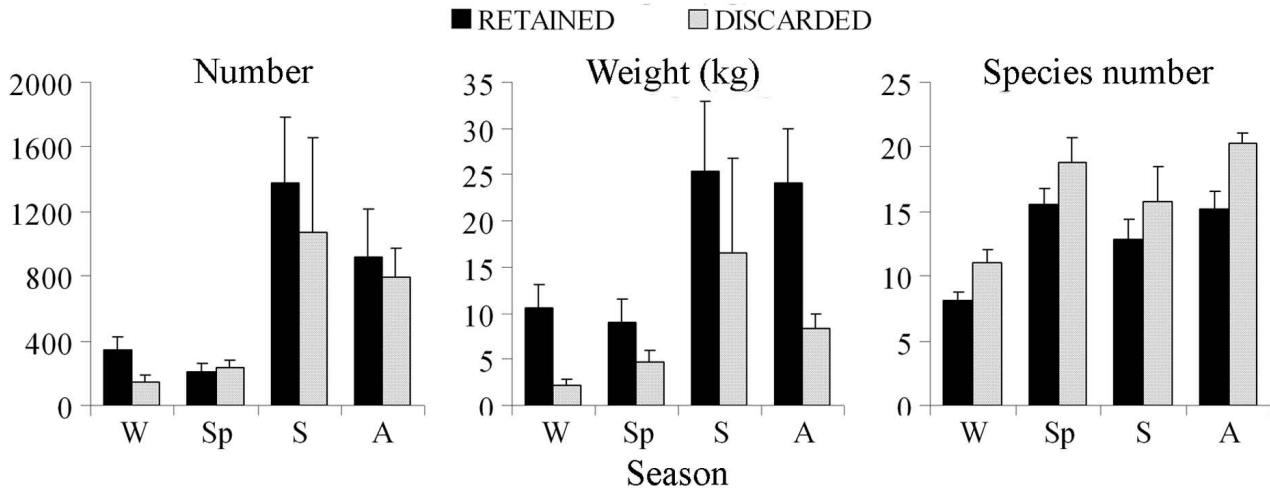 RETAINED DISCARDED
Number
2000
1600
1200
800
400
0
W Sp S A
Weight (kg)
35
30
25
20
15
10
5
0
W Sp S A
Species number
25
20
15
10
5
0
W Sp S A
Season